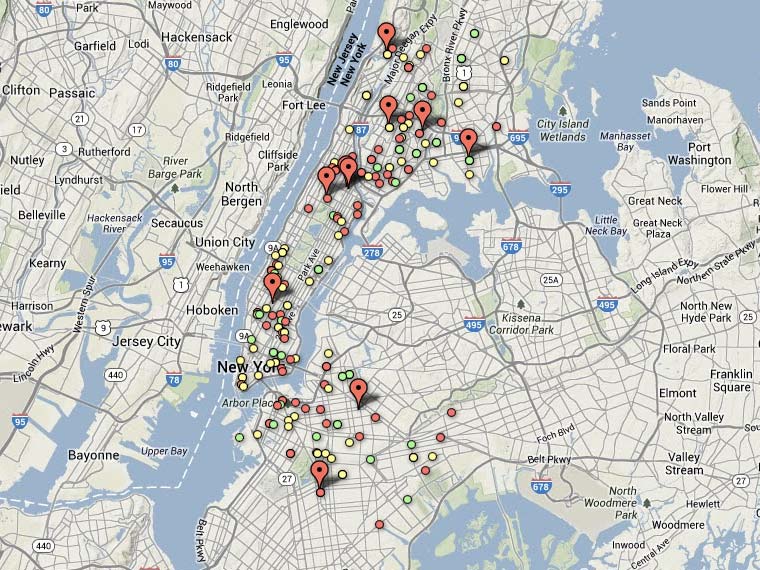 80
Hackensack
Englewood
Garfield
Lodi
95
80
New Jersey
New York
Major Deegan Expy
Bronx River Pkwy
1
Clifton
Passaic
Ridgefield
Park
Leonia
Fort Lee
Sands Point
Manorhaven
City Island
Wetlands
Manhasset
Bay
Port
Washington
21
17
3
Rutherford
Ridgefield
87
695
695
Nutley
Lyndhurst
River
Barge Park
Cliffside
Park
295
Flower Hill
Belleville
Hackensack
River
North
Bergen
Secaucus
Union City
Little
Neck Bay
Great Neck
Great Neck
Plaza
Kearny
95
Weehawken
9A
Park Ave
278
678
Long Island Expy
Northern State Pkwy
Harrison
Western Spur
1
Hoboken
25A
25
Kissena
Corridor Park
495
495
North New
Hyde Park
9
9A
Jersey City
Floral Park
Lincoln Hwy
440
78
New York
Arbor Place
Franklin
Square
Elmont
95
Upper Bay
Bayonne
North Valley
Stream
Foch Blvd
Belt Pkwy
Valley
Stream
27
678
North
Woodmere
Park
Hewlett
Woodmere
Belt Pkwy
440
Inwood
Central Ave